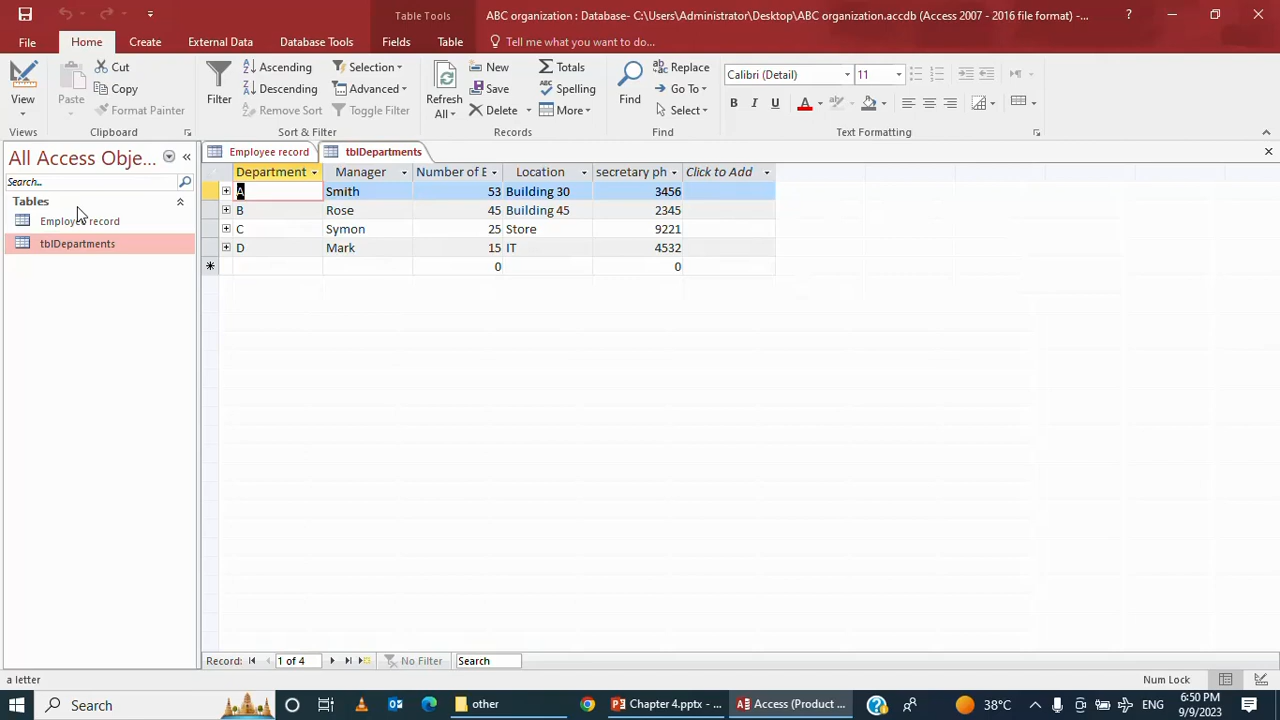 Table Tools
ABC organization : Database- C:\Users\Administrator\Desktop\ABC organization.accdb (Access 2007 - 2016 file format) -...
File Home Create External Data Database Tools Fields Table Tell me what you want to do...
View
Views
Paste
Cut
Copy
Format Painter
Clipboard
Filter
Ascending
Descending
Remove Sort
Selection
Advanced
Toggle Filter
Sort & Filter
Refresh
All
New
Save
Delete
Totals
Spelling
More
Records
Find
Replace
Go To
Select
Find
Calibri (Detail) 11
B I U A ab
Text Formatting
All Access Obje...
Search...
Tables
Employee record
tblDepartments
Employee record tblDepartments
Department Manager Number of E Location secretary ph Click to Add
A Smith 53 Building 30 3456
B Rose 45 Building 45 2345
C Symon 25 Store 9221
D Mark 15 IT 4532
0 0
Record: 1 of 4 No Filter Search
a letter Num Lock
Search other Chapter 4.pptx - ... Access (Product ... 38°C ENG 6:50 PM
9/9/2023